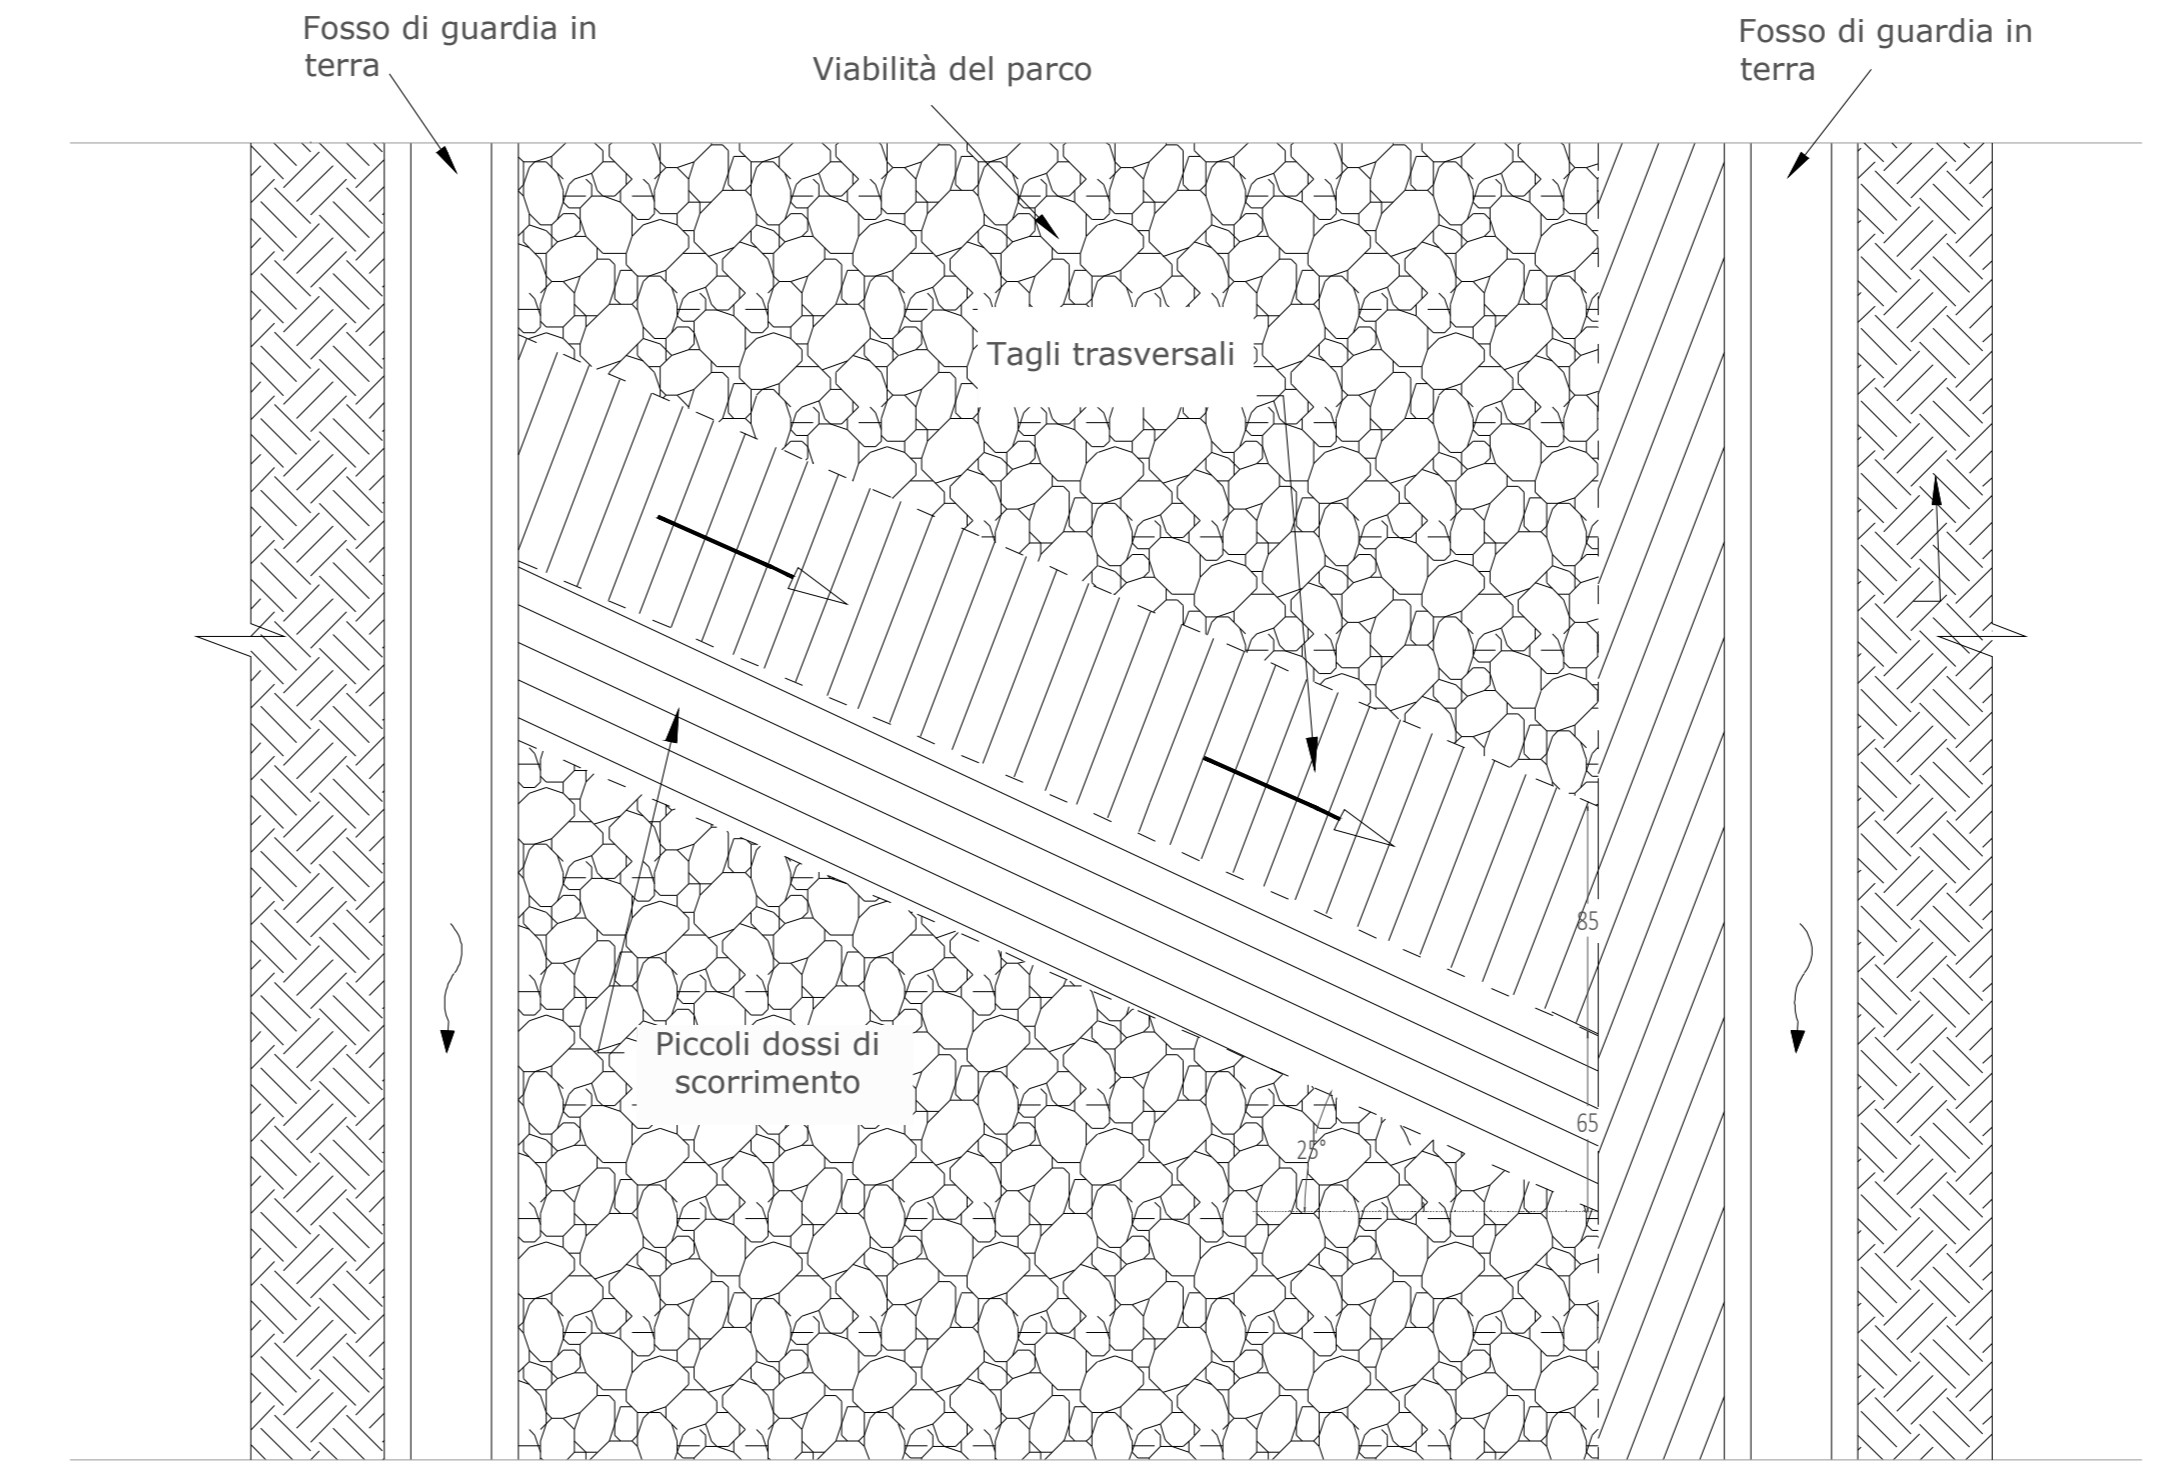 Fosso di guardia in
terra
Viabilità del parco
Fosso di guardia in
terra
Tagli trasversali
85
Piccoli dossi di
scorrimento
65
25°